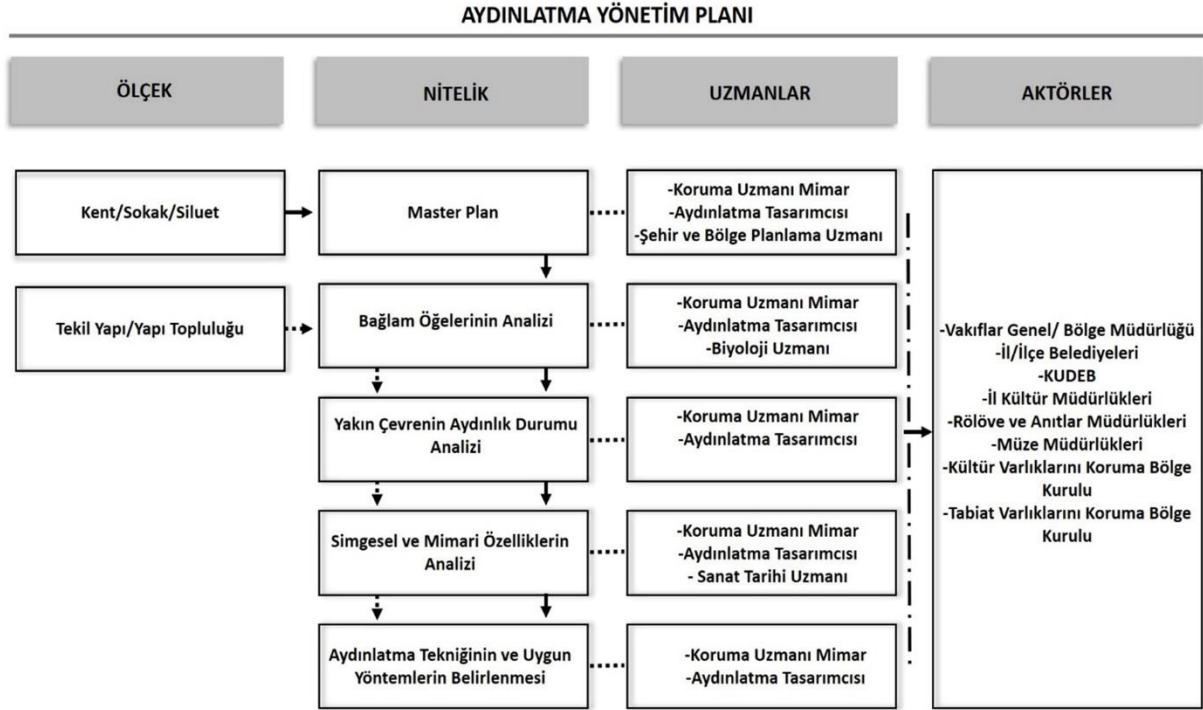 AYDINLATMA YÖNETİM PLANI
ÖLÇEK
NİTELİK
UZMANLAR
AKTÖRLER
Kent/Sokak/Siluet
Master Plan
-Koruma Uzmanı Mimar
-Aydınlatma Tasarımcısı
-Şehir ve Bölge Planlama Uzmanı
Tekil Yapı/Yapı Topluluğu
Bağlam Öğelerinin Analizi
-Koruma Uzmanı Mimar
-Aydınlatma Tasarımcısı
-Biyoloji Uzmanı
Yakın Çevrenin Aydınlık Durumu
Analizi
-Koruma Uzmanı Mimar
-Aydınlatma Tasarımcısı
Simgesel ve Mimari Özelliklerin
Analizi
-Koruma Uzmanı Mimar
-Aydınlatma Tasarımcısı
- Sanat Tarihi Uzmanı
Aydınlatma Tekniğinin ve Uygun
Yöntemlerin Belirlenmesi
-Koruma Uzmanı Mimar
-Aydınlatma Tasarımcısı
-Vakıflar Genel/ Bölge Müdürlüğü
-İl/İlçe Belediyeleri
-KUDEB
-İl Kültür Müdürlükleri
-Rölöve ve Anıtlar Müdürlükleri
-Müze Müdürlükleri
-Kültür Varlıklarını Koruma Bölge
Kurulu
-Tabiat Varlıklarını Koruma Bölge
Kurulu